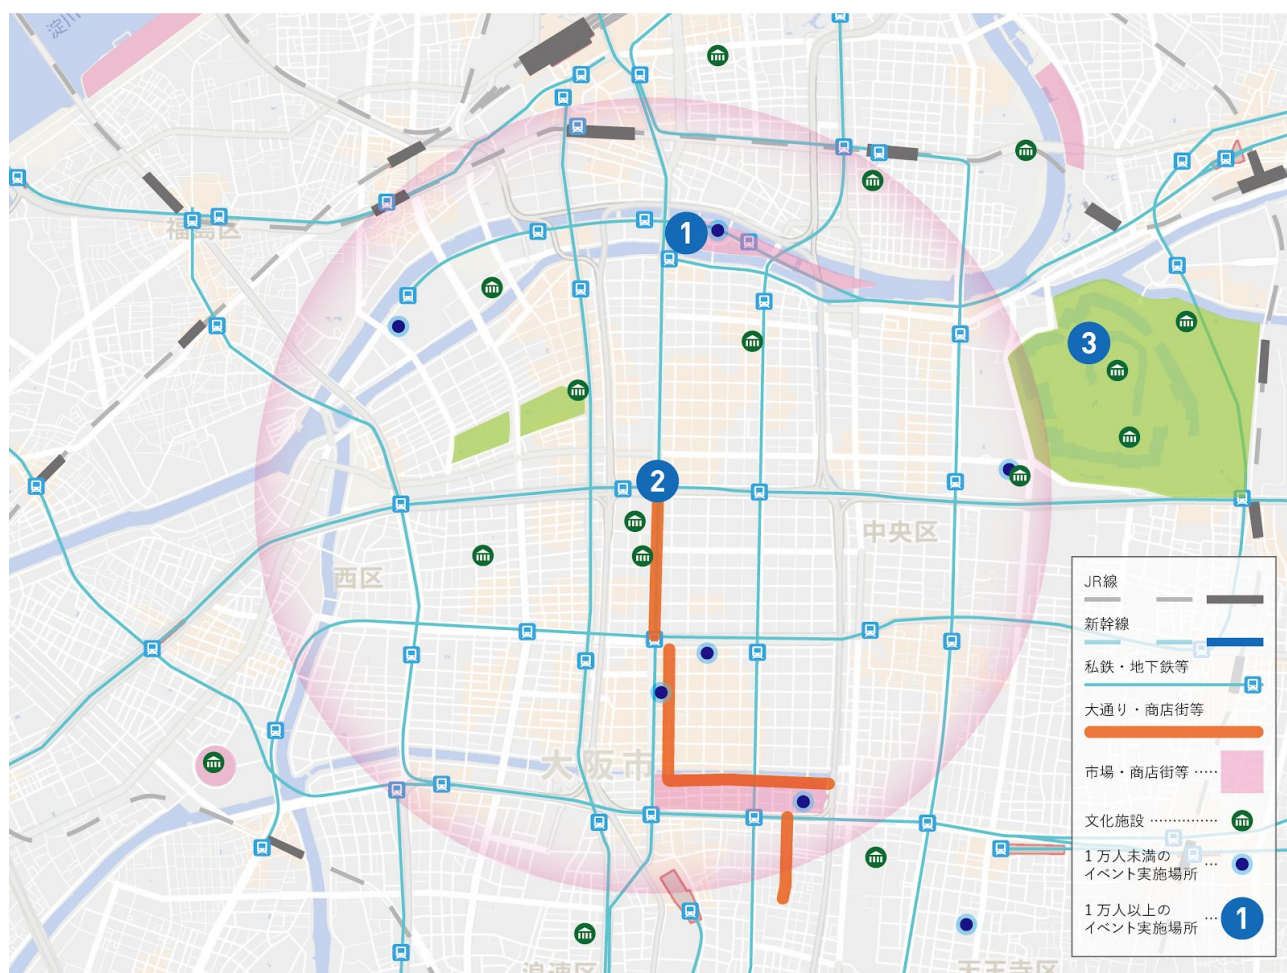 淀川
1
福島区
3
2
中央区
西区
大阪市
浪速区
天王寺区
JR線
新幹線
私鉄・地下鉄等
大通り・商店街等
市場・商店街等 ……
文化施設 ……………
1万人未満の
イベント実施場所 …
1万人以上の
イベント実施場所 … 1